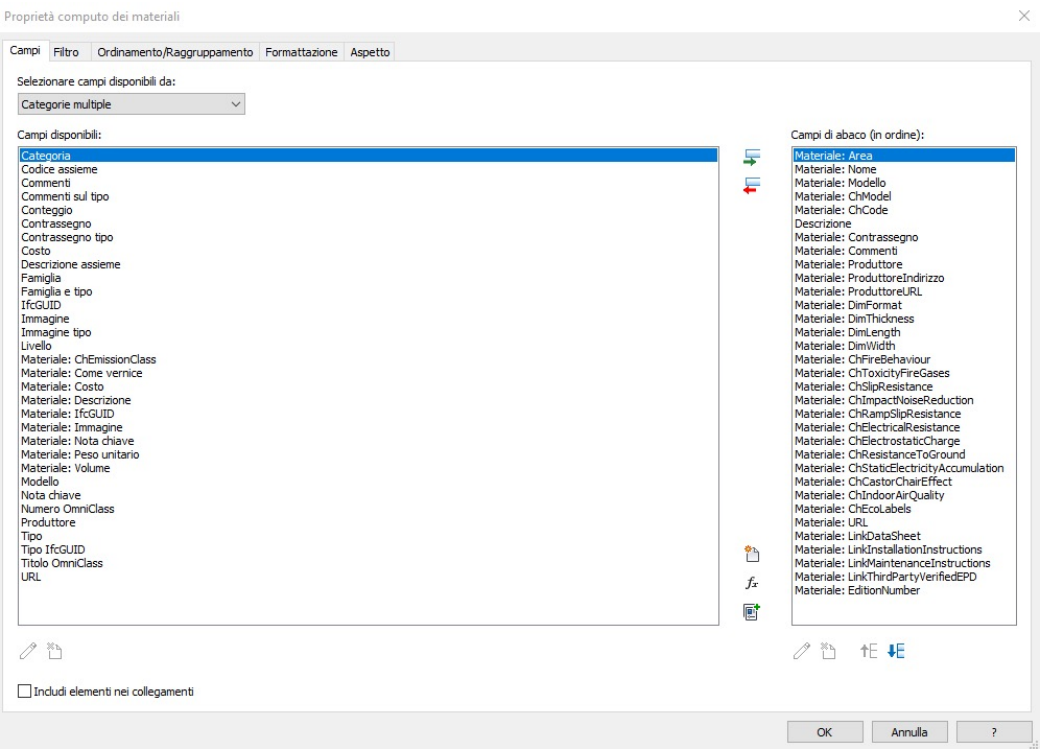 Proprietà computo dei materiali
Campi
Filtro
Ordinamento/Raggruppamento
Formattazione
Aspetto
Selezionare campi disponibili da:
Categorie multiple
Campi disponibili:
Categoria
Codice assieme
Commenti
Commenti sul tipo
Conteggio
Contrassegno
Contrassegno tipo
Costo
Descrizione assieme
Famiglia
Famiglia e tipo
IfcGUID
Immagine
Immagine tipo
Livello
Materiale: ChEmissionClass
Materiale: Come vernice
Materiale: Costo
Materiale: Descrizione
Materiale: IfcGUID
Materiale: Immagine
Materiale: Nota chiave
Materiale: Peso unitario
Materiale: Volume
Modello
Nota chiave
Numero OmniClass
Produttore
Tipo
Tipo IfcGUID
Titolo OmniClass
URL
fx
Campi di abaco (in ordine):
Materiale: Area
Materiale: Nome
Materiale: Modello
Materiale: ChModel
Materiale: ChCode
Descrizione
Materiale: Contrassegno
Materiale: Commenti
Materiale: Produttore
Materiale: ProduttoreIndirizzo
Materiale: ProduttoreURL
Materiale: DimFormat
Materiale: DimThickness
Materiale: DimLength
Materiale: DimWidth
Materiale: ChFireBehaviour
Materiale: ChToxicityFireGases
Materiale: ChSlipResistance
Materiale: ChImpactNoiseReduction
Materiale: ChRampSlipResistance
Materiale: ChElectricalResistance
Materiale: ChElectrostaticCharge
Materiale: ChResistanceToGround
Materiale: ChStaticElectricityAccumulation
Materiale: ChCastorChairEffect
Materiale: ChIndoorAirQuality
Materiale: ChEcoLabels
Materiale: URL
Materiale: LinkDataSheet
Materiale: LinkInstallationInstructions
Materiale: LinkMaintenanceInstructions
Materiale: LinkThirdPartyVerifiedEPD
Materiale: EditionNumber
Includi elementi nei collegamenti
OK
Annulla
?